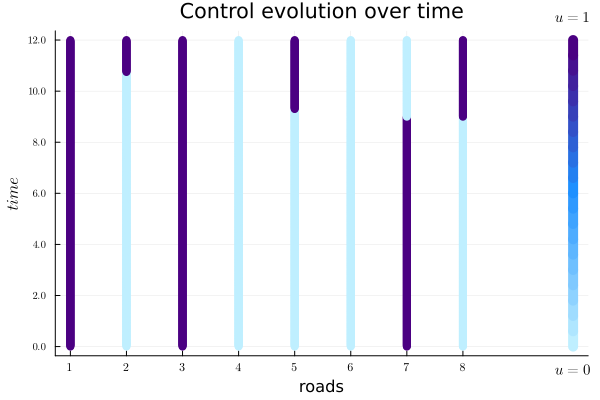 Control evolution over time
u = 1
12.0
10.0
8.0
6.0
4.0
2.0
0.0
time
1 2 3 4 5 6 7 8
u = 0
roads